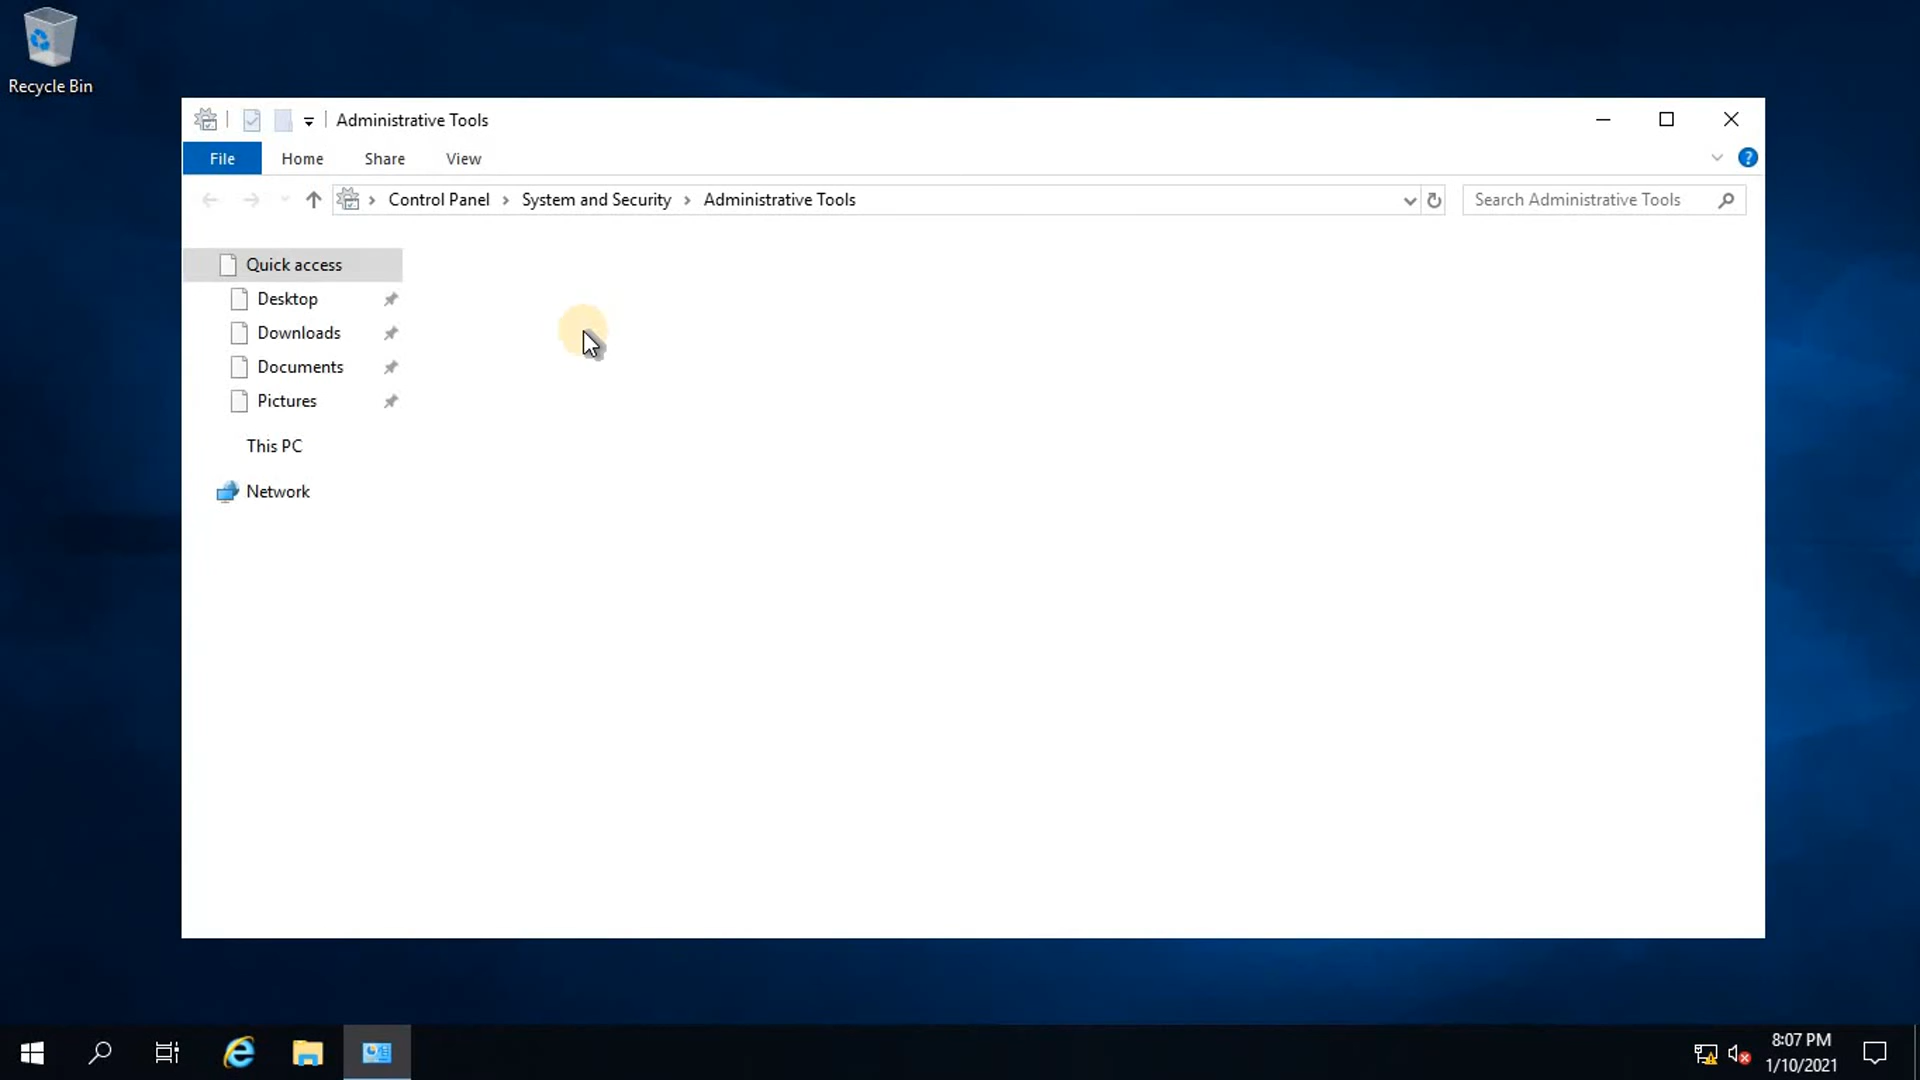 Recycle Bin
Administrative Tools
File Home Share View
Control Panel System and Security Administrative Tools
Search Administrative Tools
Quick access
Desktop
Downloads
Documents
Pictures
This PC
Network
8:07 PM
1/10/2021